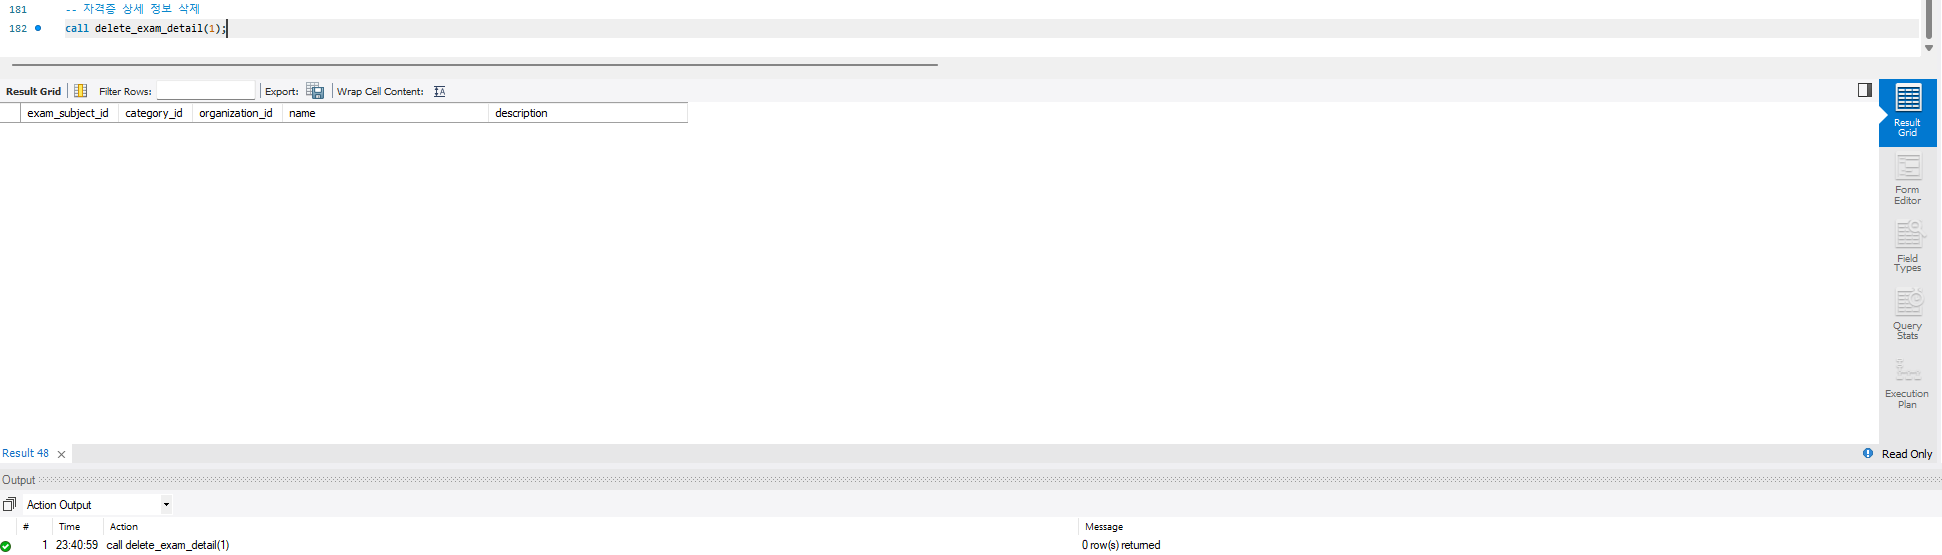 181 -- 자격증 상세 정보 삭제
182 call delete_exam_detail(1);
Result Grid Filter Rows: Export: Wrap Cell Content: IA
exam_subject_id category_id organization_id name description
Result
Grid
Form
Editor
Field
Types
Query
Stats
Execution
Plan
Result 48 Read Only
Output
Action Output
# Time Action Message
1 23:40:59 call delete_exam_detail(1) 0 row(s) returned